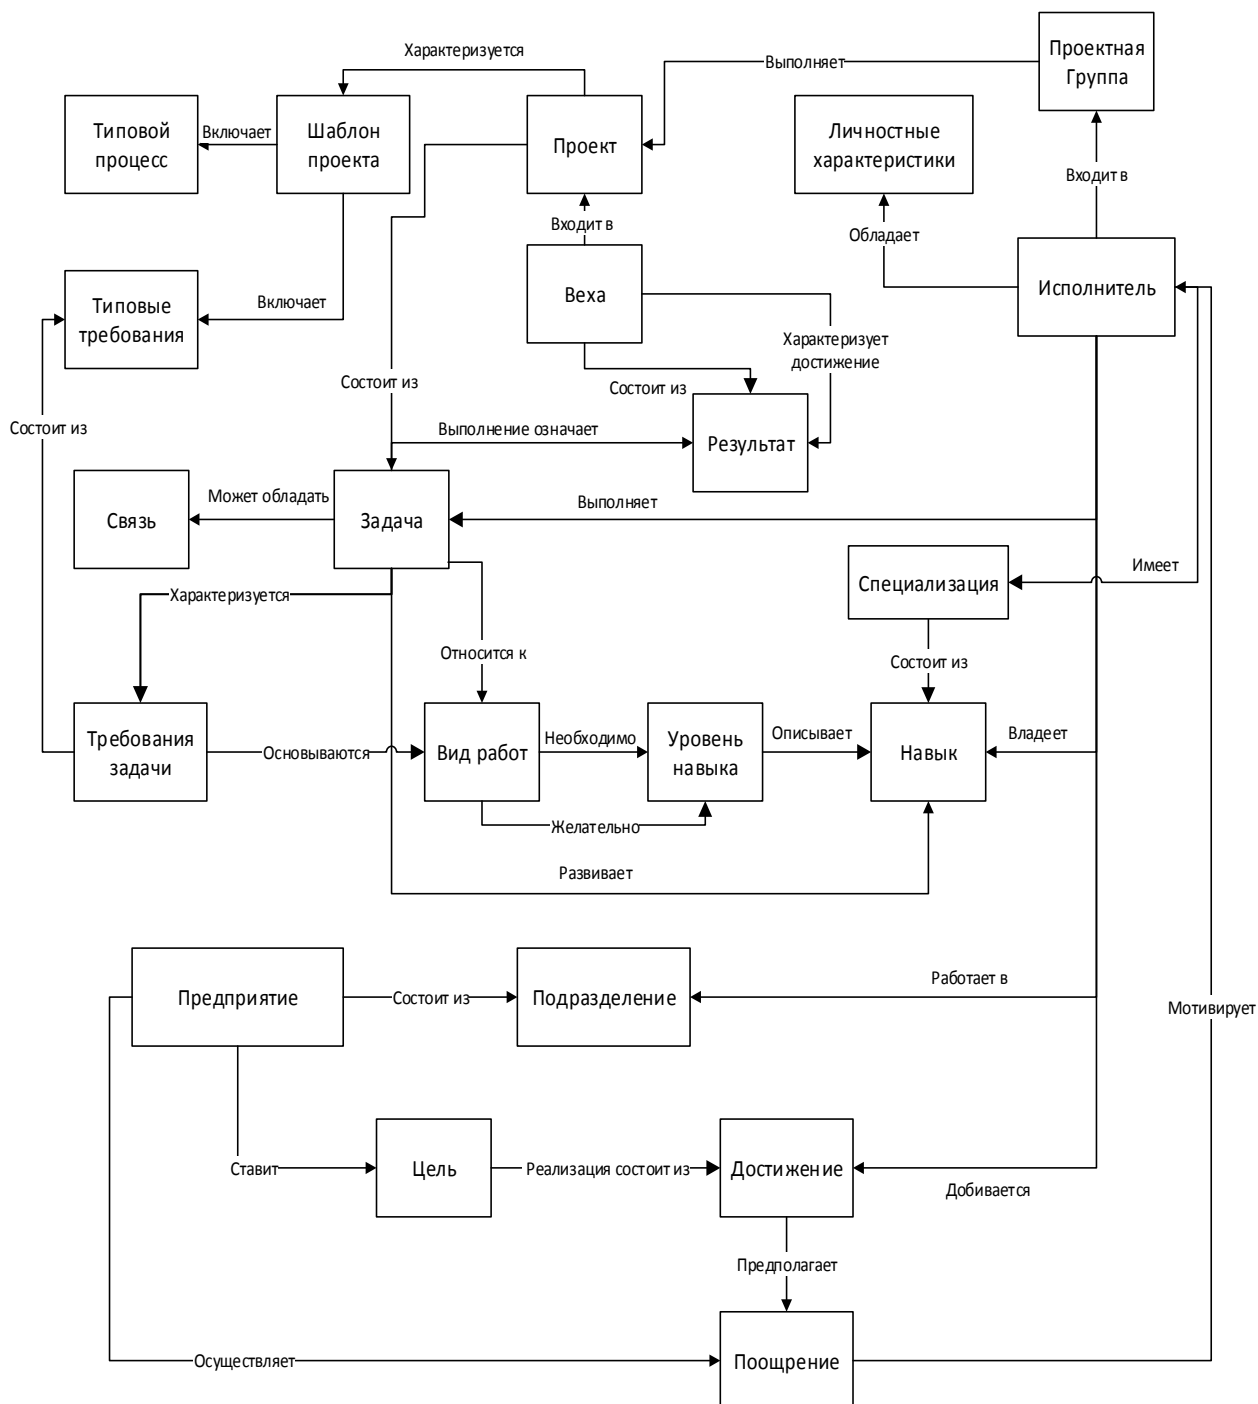 Характеризуется
Проектная
Группа
Выполняет
Типовой
процесс
Включает
Шаблон
проекта
Проект
Личностные
характеристики
Входит в
Входит в
Обладает
Типовые
требования
Включает
Веха
Исполнитель
Характеризует
достижение
Состоит из
Состоит из
Состоит из
Выполнение означает
Результат
Связь
Может обладать
Задача
Выполняет
Имеет
Специализация
Характеризуется
Относится к
Состоит из
Требования
задачи
Основываются
Вид работ
Необходимо
Уровень
навыка
Описывает
Навык
Владеет
Желательно
Развивает
Предприятие
Состоит из
Подразделение
Работает в
Мотивирует
Ставит
Цель
Реализация состоит из
Достижение
Добивается
Предполагает
Осуществляет
Поощрение